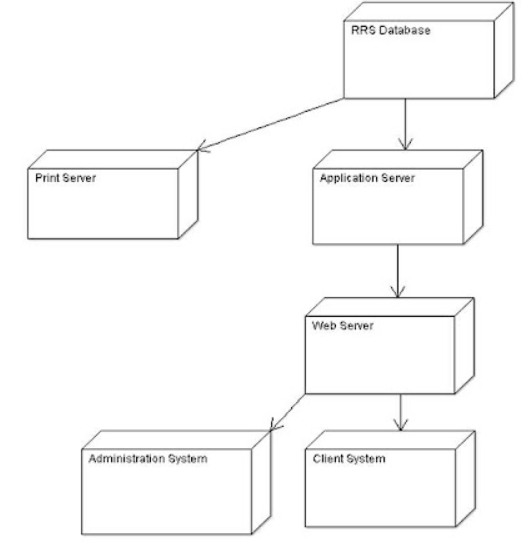 RRS Database
Print Server
Application Server
Web Server
Administration System
Client System